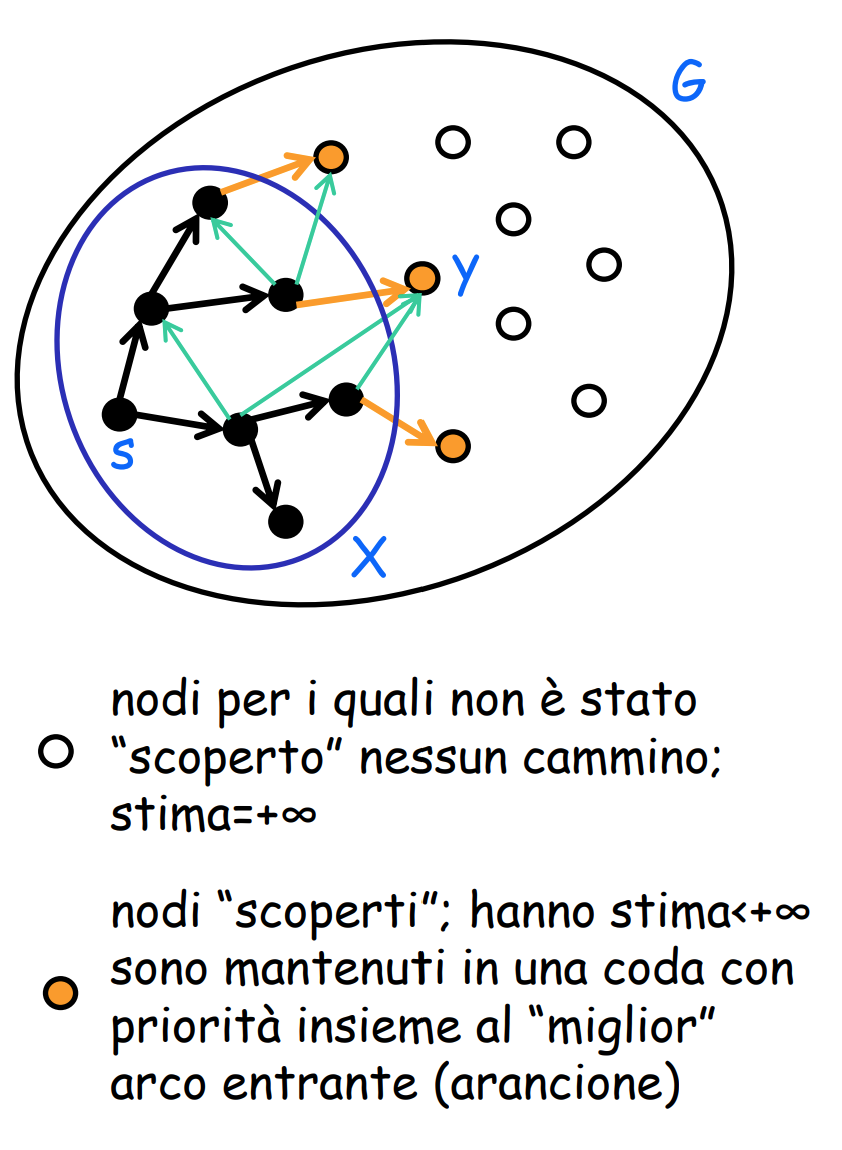 G
y
s
X
nodi per i quali non è stato
“scoperto” nessun cammino;
stima=+∞
nodi “scoperti”; hanno stima<+∞
sono mantenuti in una coda con
priorità insieme al “miglior”
arco entrante (arancione)